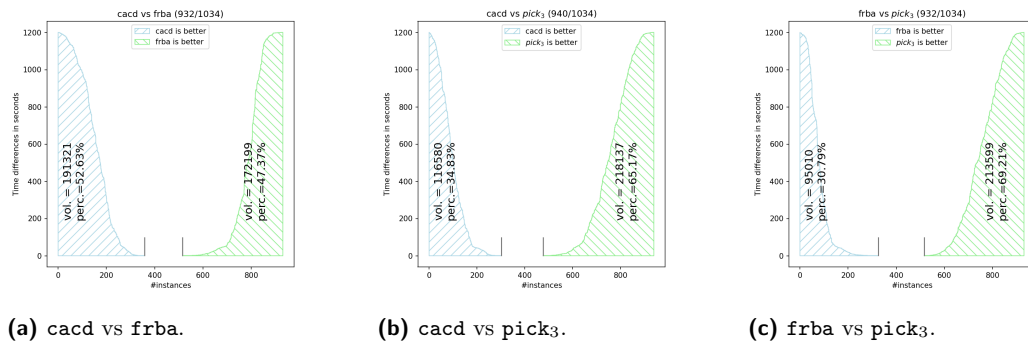 cacd vs frba (932/1034)
cacd is better
frba is better
Time differences in seconds
1200
1000
800
600
400
200
0
vol. = 191321
perc.=52.63%
vol. = 172199
perc.=47.37%
0 200 400 600 800
#instances
(a) cacd vs frba.
cacd vs pick₃ (940/1034)
cacd is better
pick₃ is better
Time differences in seconds
1200
1000
800
600
400
200
0
vol. = 116580
perc.=34.83%
vol. = 218137
perc.=65.17%
0 200 400 600 800
#instances
(b) cacd vs pick₃.
frba vs pick₃ (932/1034)
frba is better
pick₃ is better
Time differences in seconds
1200
1000
800
600
400
200
0
vol. = 95010
perc.=30.79%
vol. = 213599
perc.=69.21%
0 200 400 600 800
#instances
(c) frba vs pick₃.